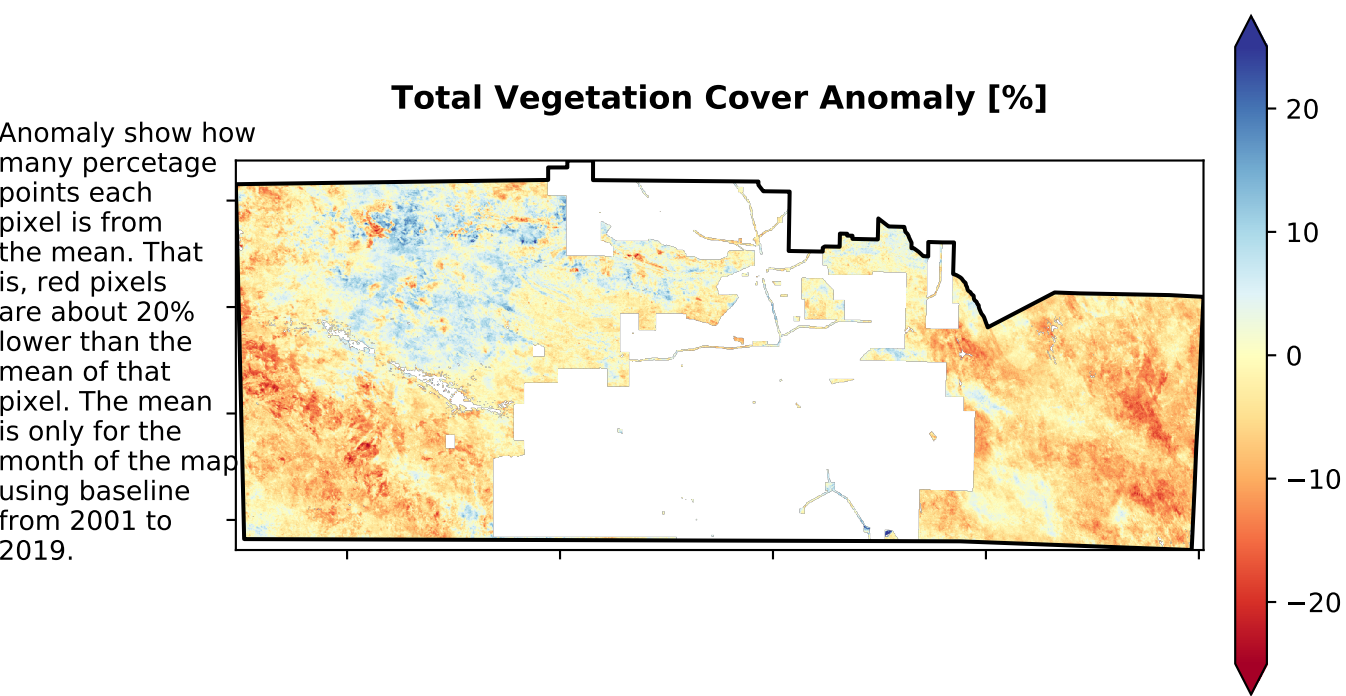 Total Vegetation Cover Anomaly [%]
Anomaly show how
many percetage
points each
pixel is from
the mean. That
is, red pixels
are about 20%
lower than the
mean of that
pixel. The mean
is only for the
month of the map
using baseline
from 2001 to
2019.
20
10
0
−10
−20